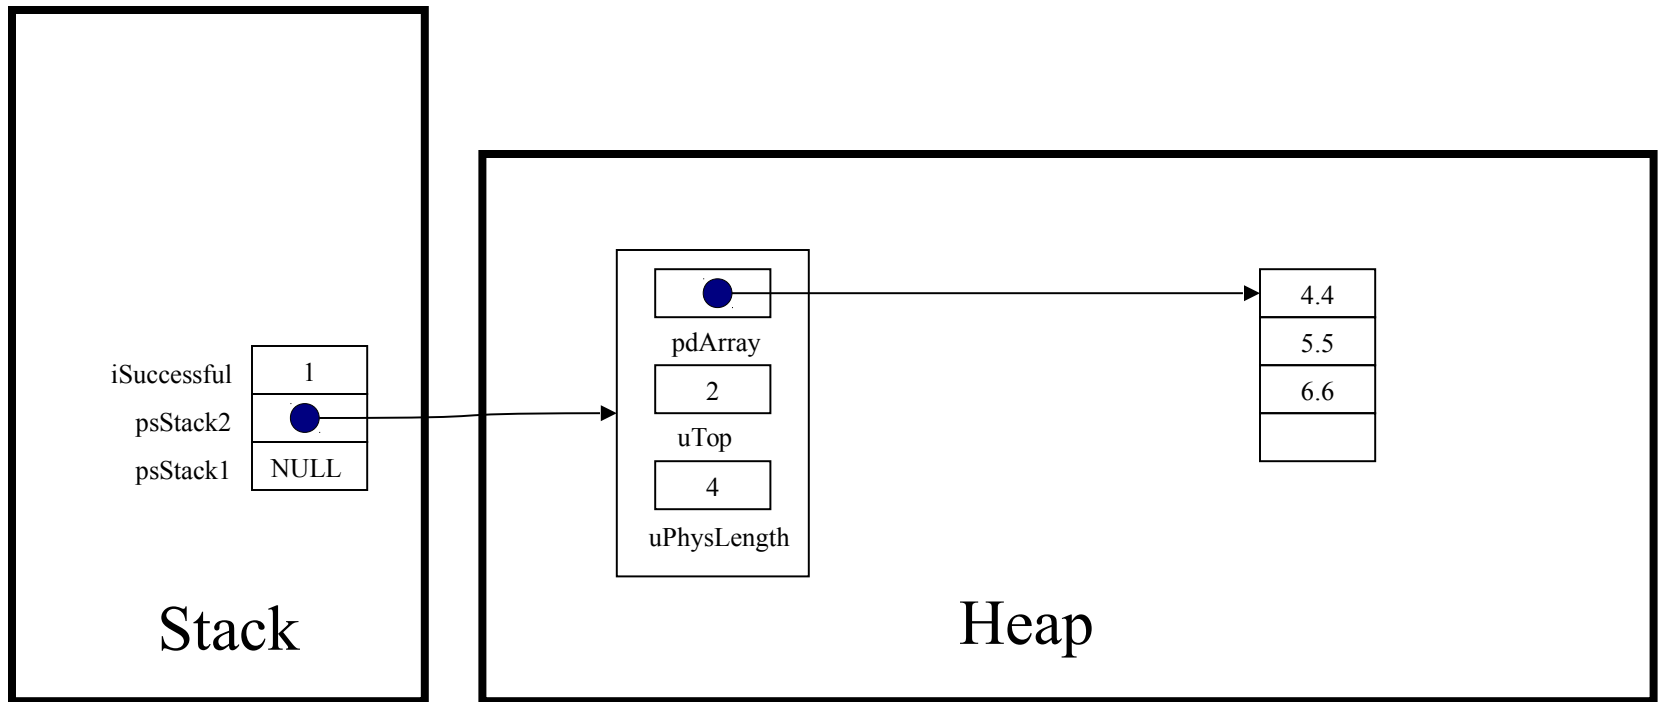 iSuccessful 1
psStack2
psStack1 NULL
Stack
pdArray
2
uTop
4
uPhysLength
4.4
5.5
6.6
Heap